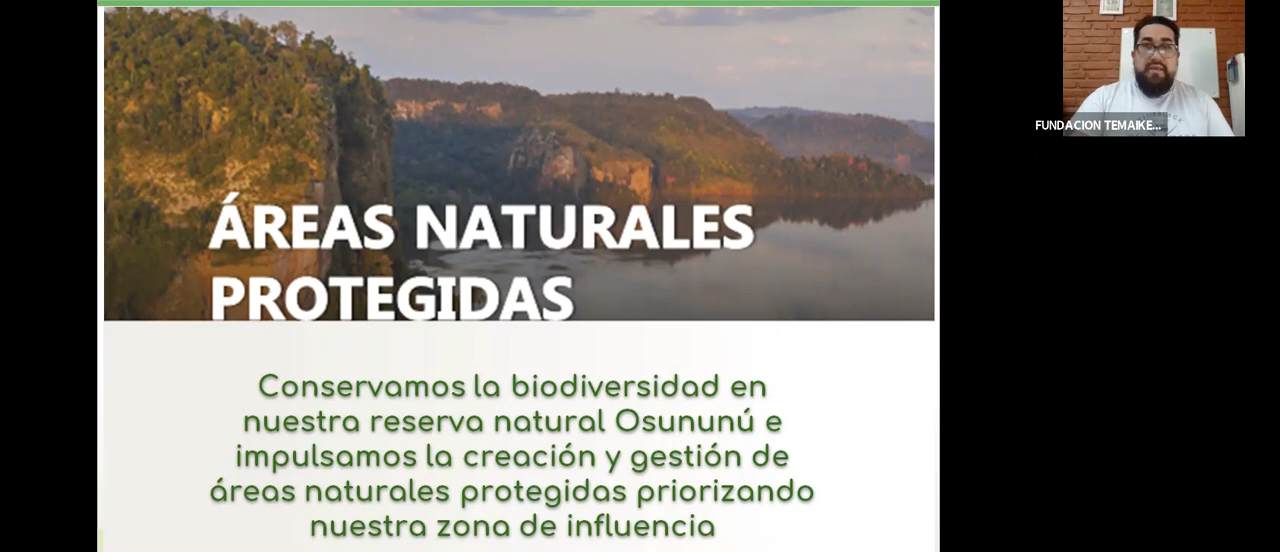 ÁREAS NATURALES
PROTEGIDAS
Conservamos la biodiversidad en
nuestra reserva natural Osununú e
impulsamos la creación y gestión de
áreas naturales protegidas priorizando
nuestra zona de influencia
FUNDACION TEMAIKE...